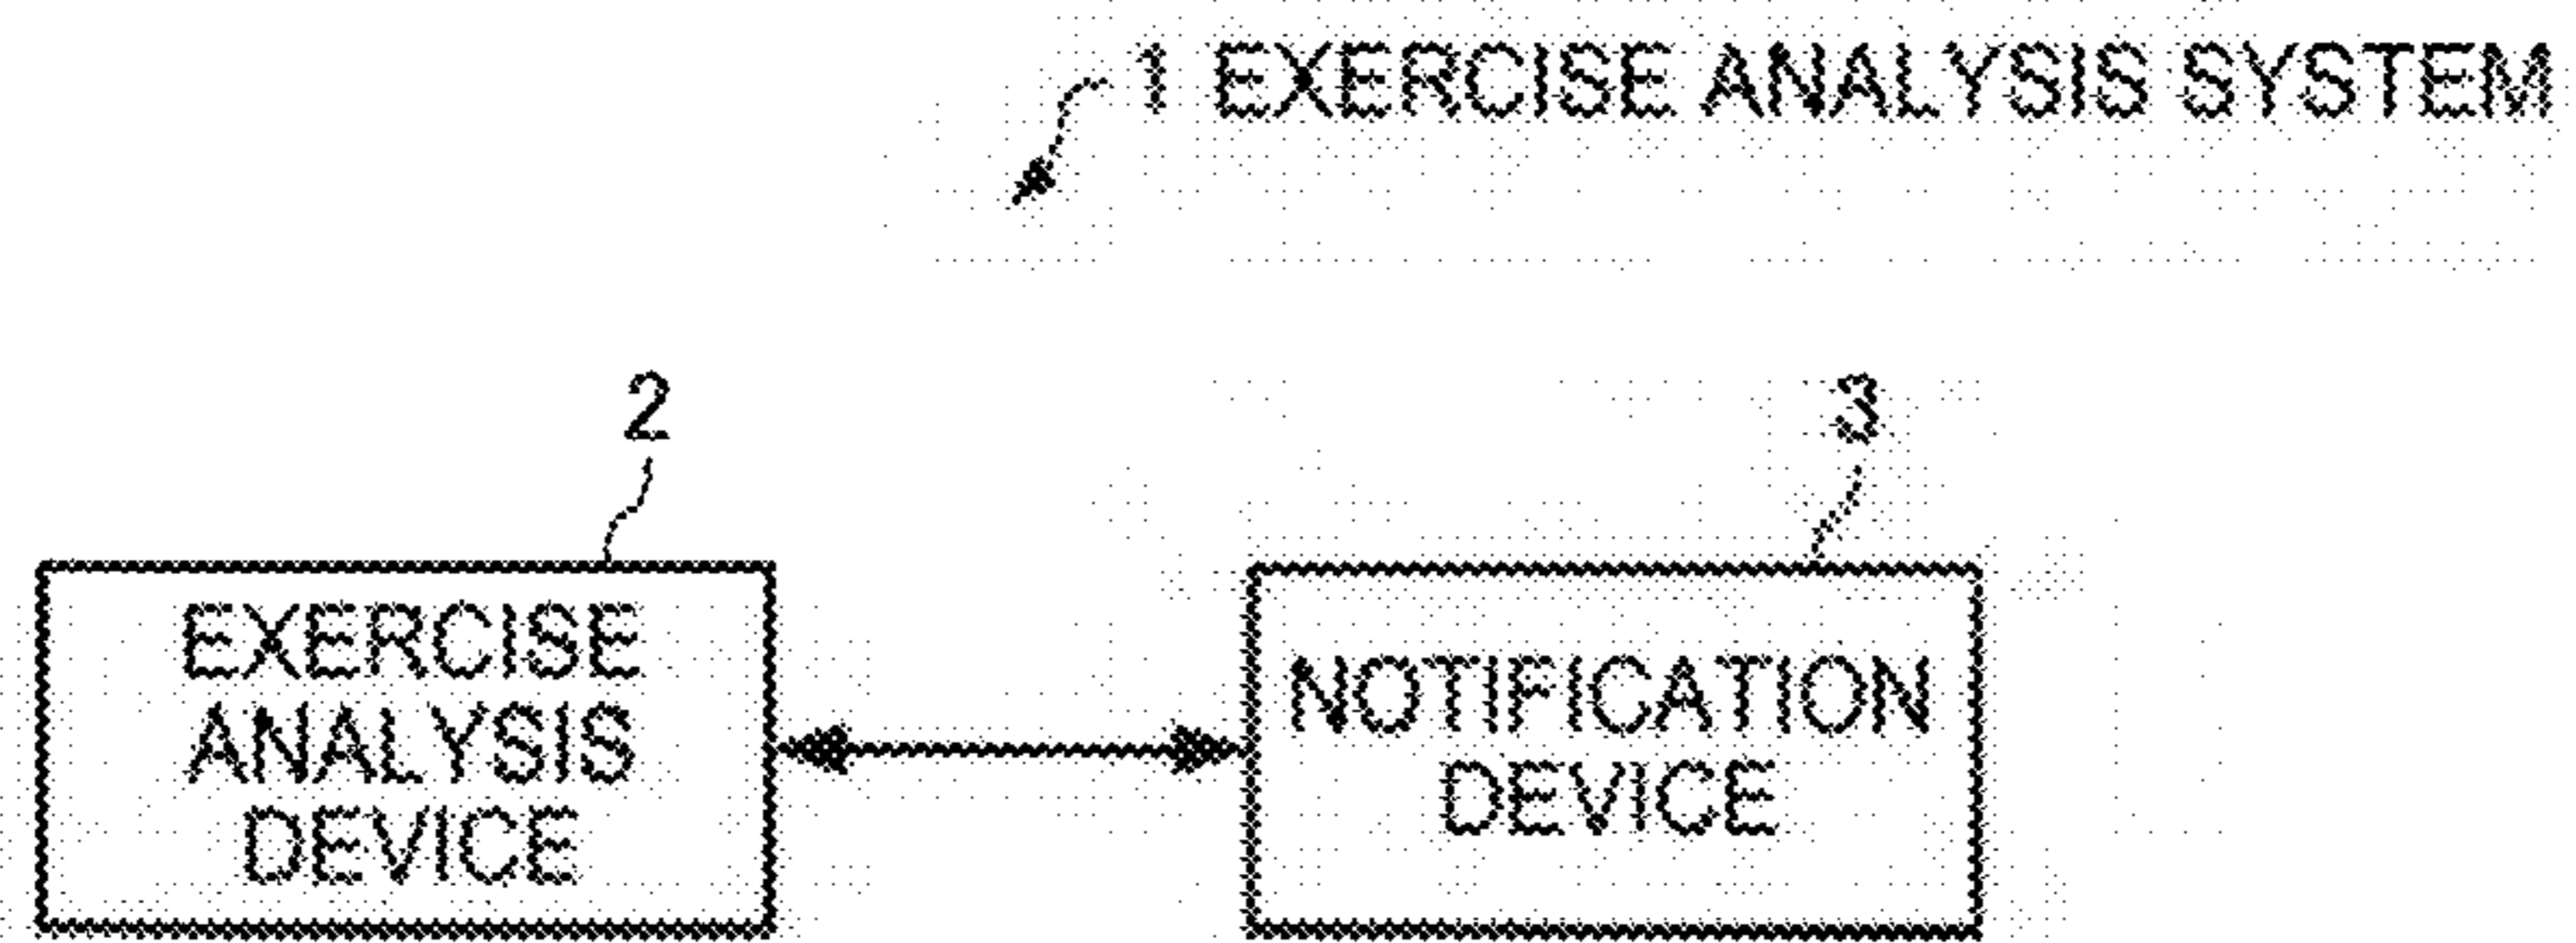 1 EXERCISE ANALYSIS SYSTEM
2
3
EXERCISE
ANALYSIS
DEVICE
NOTIFICATION
DEVICE